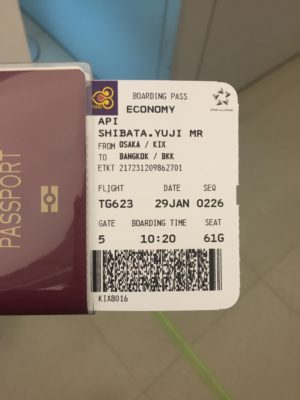 PASSPORT
BOARDING PASS
ECONOMY
API
SHIBATA.YUJI MR
FROM OSAKA / KIX
TO BANGKOK / BKK
ETKT 217231209862701
FLIGHT DATE SEQ
TG623 29JAN 0226
GATE BOARDING TIME SEAT
5 10:20 61G
KIX8016